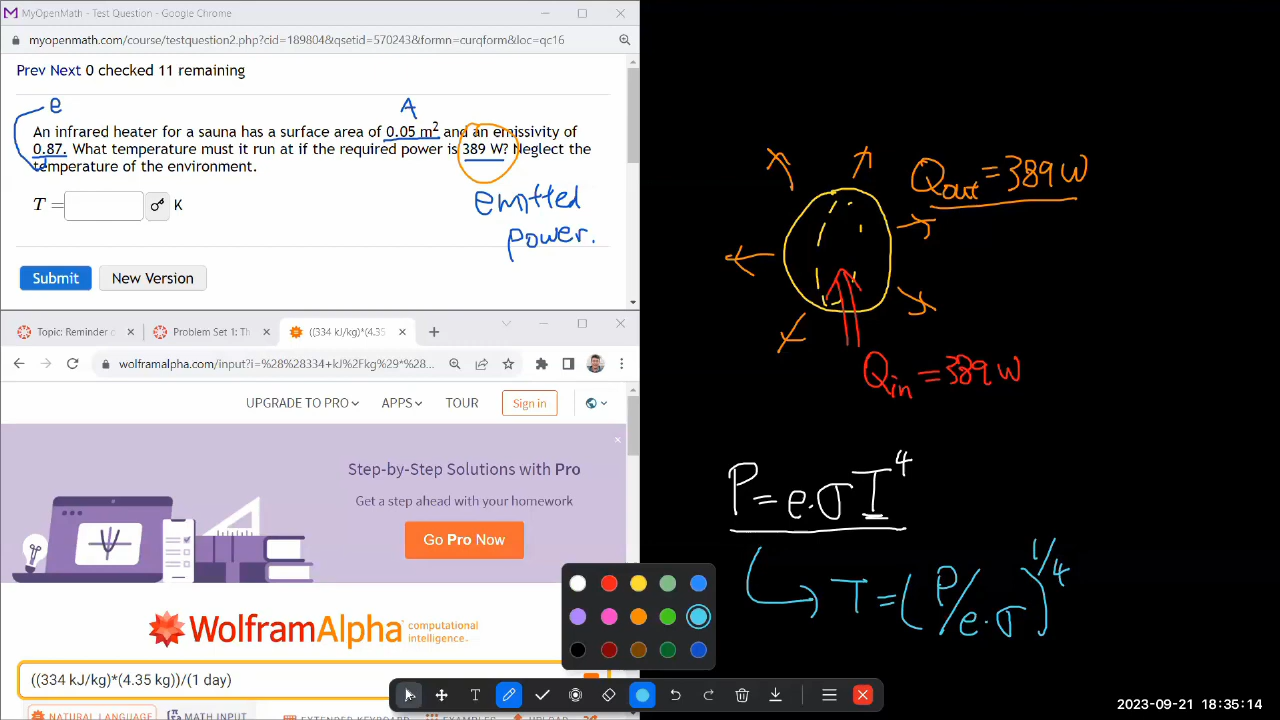 MyOpenMath - Test Question - Google Chrome
myopenmath.com/course/testquestion2.php?cid=189804&qsetid=570243&formn=curqform&loc=qc16
Prev Next 0 checked 11 remaining
e
A
An infrared heater for a sauna has a surface area of 0.05 m² and an emissivity of
0.87. What temperature must it run at if the required power is 389 W? Neglect the
temperature of the environment.
T = K
emitted
power.
Submit New Version
Topic: Reminder
Problem Set 1: Th
((334 kJ/kg)*(4.35
wolframalpha.com/input?i=%28%28334+kJ%2Fkg%29*%28...
UPGRADE TO PRO APPS TOUR Sign in
Step-by-Step Solutions with Pro
Get a step ahead with your homework
Go Pro Now
WolframAlpha computational
intelligence.
((334 kJ/kg)*(4.35 kg))/(1 day)
NATURAL LANGUAGE
MATH INPUT
EXTENDED KEYBOARD
EXAMPLES
UPLOAD
Qout = 389 W
Qin = 389 W
P = e·σT⁴
T = (P/e·σ)^1/4
T
2023-09-21 18:35:14